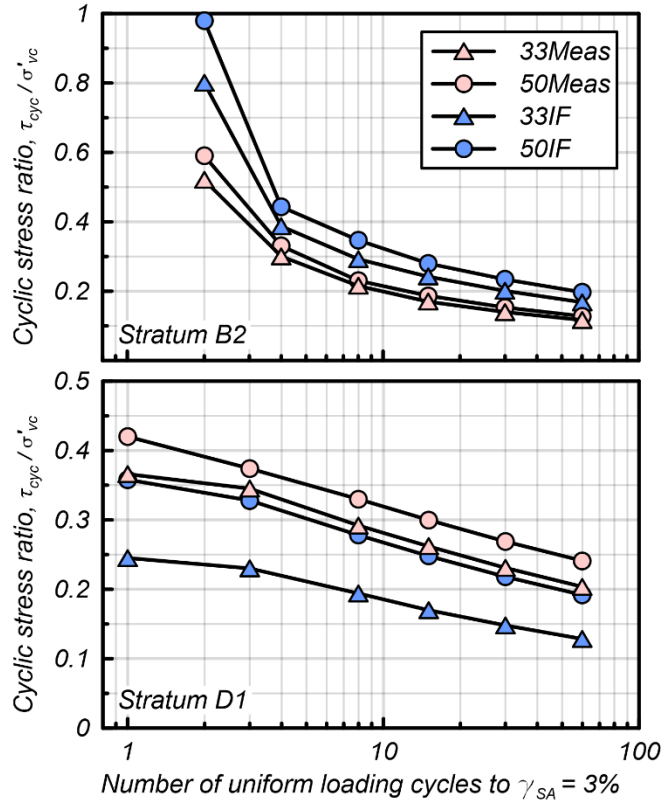 Cyclic stress ratio, τcyc / σ'vc
1
0.8
0.6
0.4
0.2
33Meas
50Meas
33IF
50IF
Stratum B2
Cyclic stress ratio, τcyc / σ'vc
0.5
0.4
0.3
0.2
0.1
0
Stratum D1
1
10
100
Number of uniform loading cycles to γSA = 3%